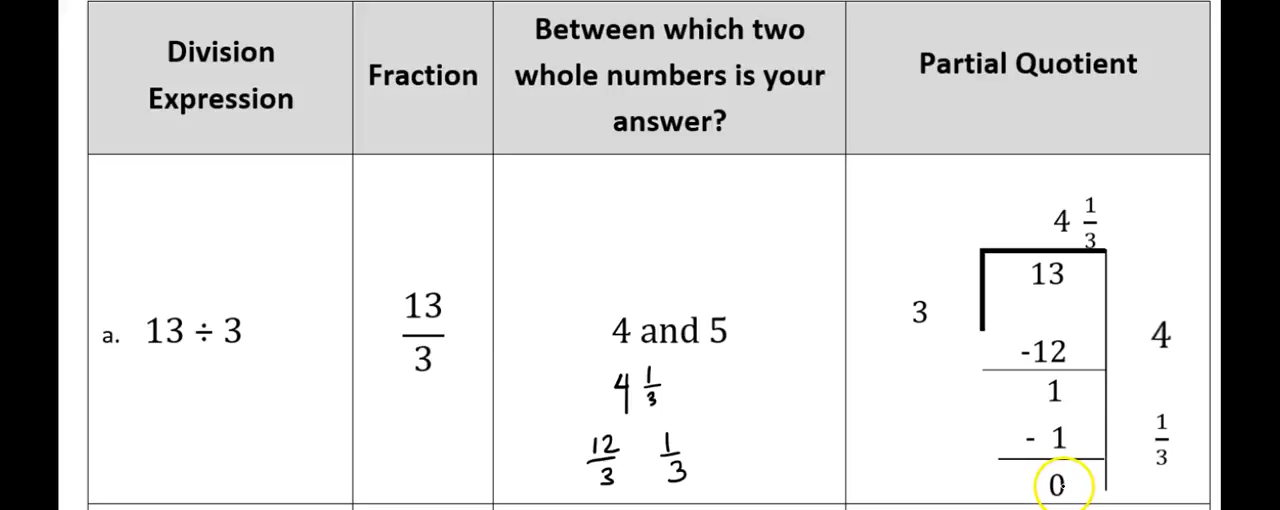 Division
Expression
Fraction
Between which two
whole numbers is your
answer?
Partial Quotient
a. 13 ÷ 3
13
3
4 and 5
4 1/3
12/3 1/3
4 1/3
3
13
-12
4
1
- 1
1/3
0